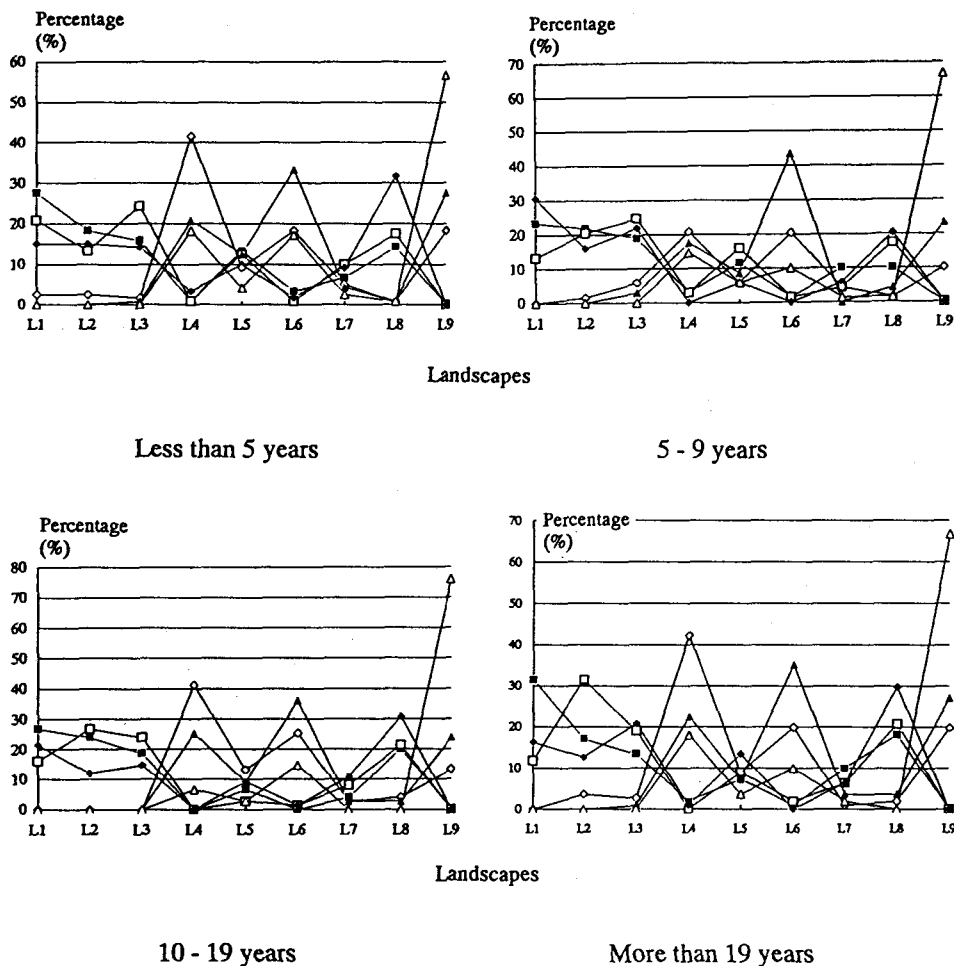 Percentage
(%)
60
50
40
30
20
10
0
L1 L2 L3 L4 L5 L6 L7 L8 L9
Percentage
(%)
70
60
50
40
30
20
10
0
L1 L2 L3 L4 L5 L6 L7 L8 L9
Landscapes
Less than 5 years
5 - 9 years
Percentage
(%)
80
70
60
50
40
30
20
10
0
L1 L2 L3 L4 L5 L6 L7 L8 L9
Percentage
(%)
70
60
50
40
30
20
10
0
L1 L2 L3 L4 L5 L6 L7 L8 L9
Landscapes
10 - 19 years
More than 19 years